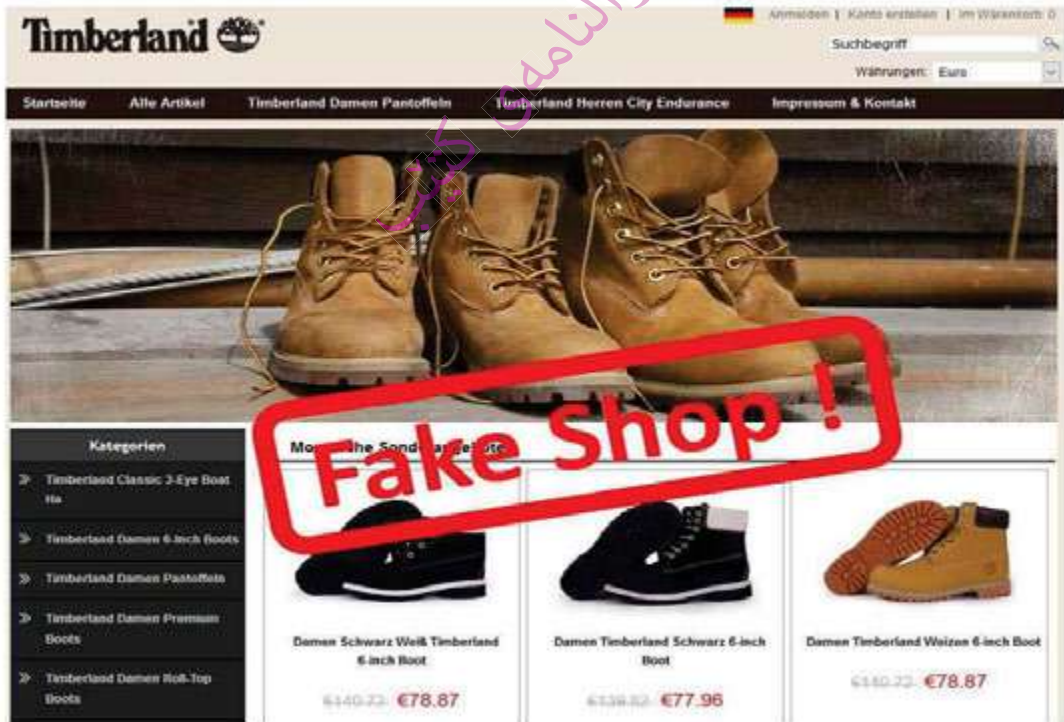 Timberland
Anmelden | Konto erstellen | Im Warenkorb 0
Suchbegriff
Währungen: Euro
Startseite Alle Artikel Timberland Damen Pantoffeln Timberland Herren City Endurance Impressum & Kontakt
Fake Shop !
Kategorien
Timberland Classic 3-Eye Boat
Ha
Timberland Damen 6-Inch Boots
Timberland Damen Pantoffeln
Timberland Damen Premium
Boots
Timberland Damen Roll-Top
Boots
Damen Schwarz Weiß Timberland
6-inch Boot
€140.72 €78.87
Damen Timberland Schwarz 6-inch
Boot
€77.96
Damen Timberland Weizen 6-inch Boot
€140.72 €78.87